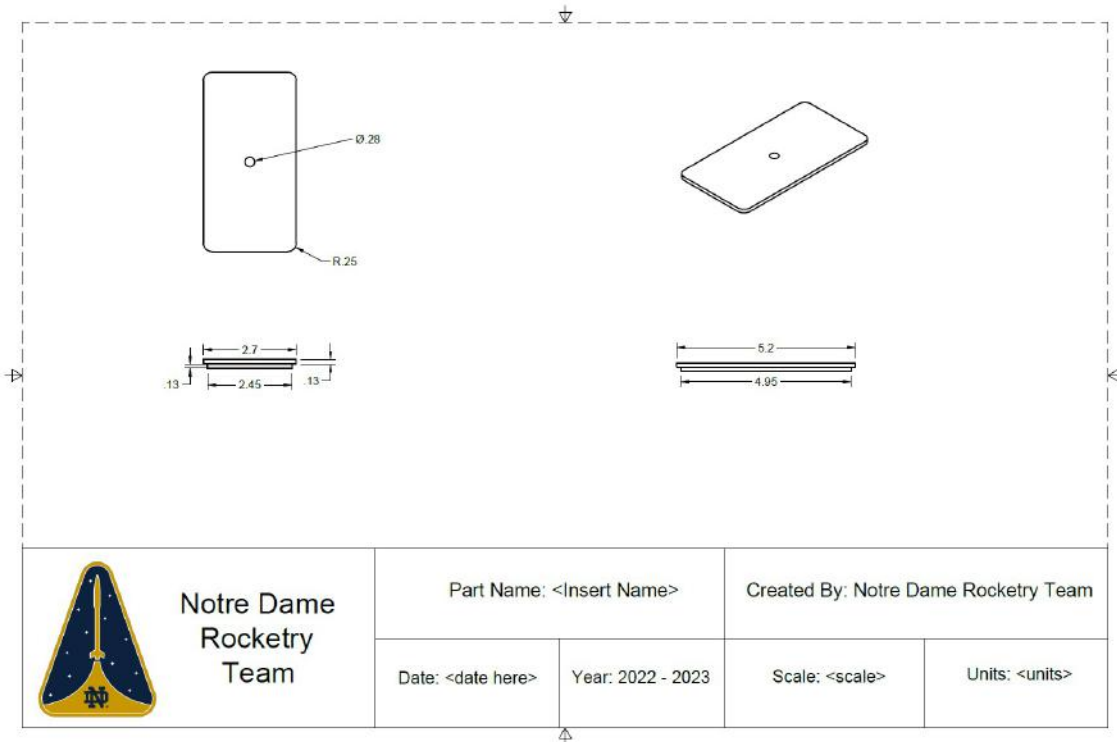 Ø.28
R.25
2.7
.13
2.45
.13
5.2
4.95
Notre Dame
Rocketry
Team
Part Name: <Insert Name>
Created By: Notre Dame Rocketry Team
Date: <date here>
Year: 2022 - 2023
Scale: <scale>
Units: <units>
ND